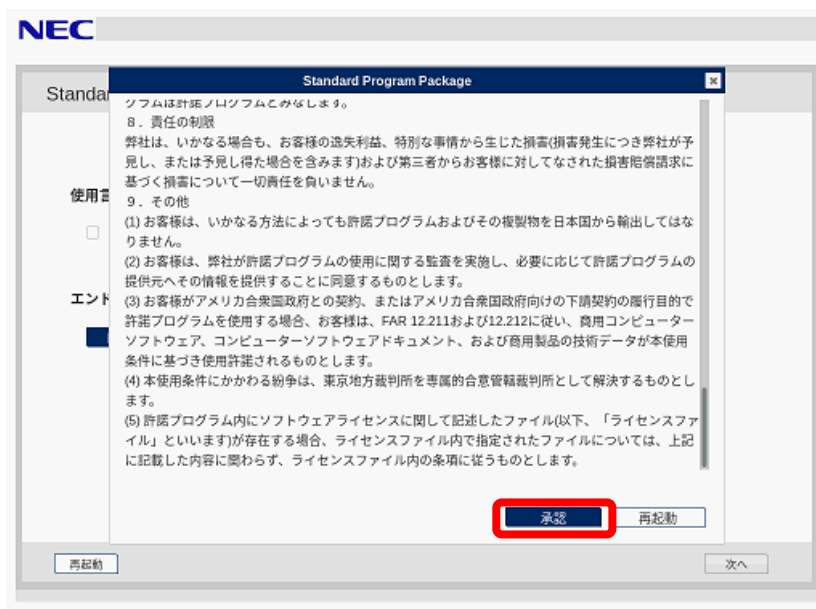 NEC
Standard Program Package
Standa
グラムは許諾プログラムとみなします。
８．責任の制限
弊社は、いかなる場合も、お客様の逸失利益、特別な事情から生じた損害(損害発生につき弊社が予
見し、または予見し得た場合を含みます)および第三者からお客様に対してなされた損害賠償請求に
基づく損害について一切責任を負いません。
９．その他
(1) お客様は、いかなる方法によっても許諾プログラムおよびその複製物を日本国から輸出してはな
りません。
(2) お客様は、弊社が許諾プログラムの使用に関する監査を実施し、必要に応じて許諾プログラムの
提供元へその情報を提供することに同意するものとします。
(3) お客様がアメリカ合衆国政府との契約、またはアメリカ合衆国政府向けの下請契約の履行目的で
許諾プログラムを使用する場合、お客様は、FAR 12.211および12.212に従い、商用コンピューター
ソフトウェア、コンピューターソフトウェアドキュメント、および商用製品の技術データが本使用
条件に基づき使用許諾されるものとします。
(4) 本使用条件にかかわる紛争は、東京地方裁判所を専属的合意管轄裁判所として解決するものとし
ます。
(5) 許諾プログラム内にソフトウェアライセンスに関して記述したファイル(以下、「ライセンスファ
イル」といいます)が存在する場合、ライセンスファイル内で指定されたファイルについては、上記
に記載した内容に関わらず、ライセンスファイル内の条項に従うものとします。
使用言
エンド
承認
再起動
再起動
次へ